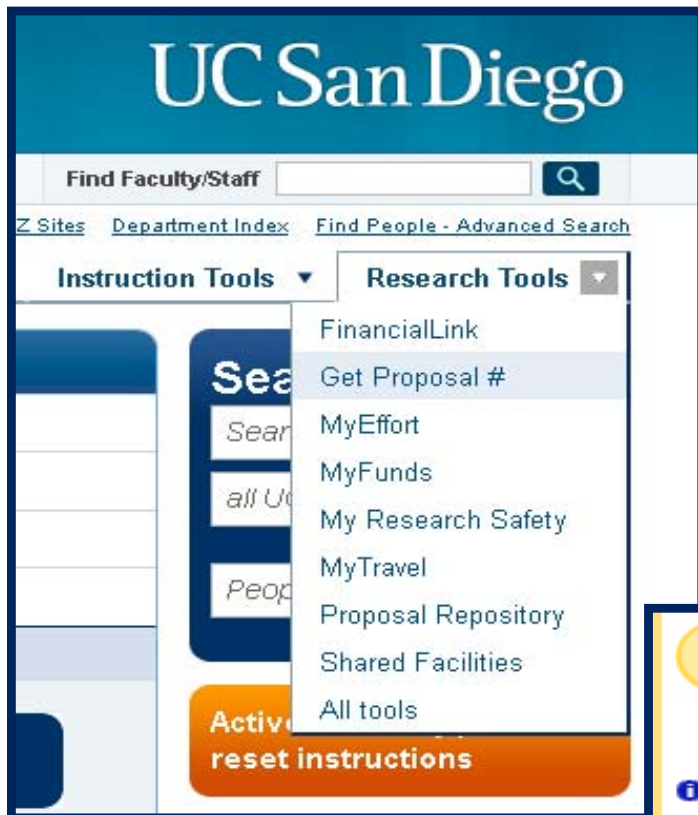 UC San Diego
Find Faculty/Staff
Z Sites Department Index Find People - Advanced Search
Instruction Tools Research Tools
FinancialLink
Get Proposal #
MyEffort
MyFunds
My Research Safety
MyTravel
Proposal Repository
Shared Facilities
All tools
reset instructions